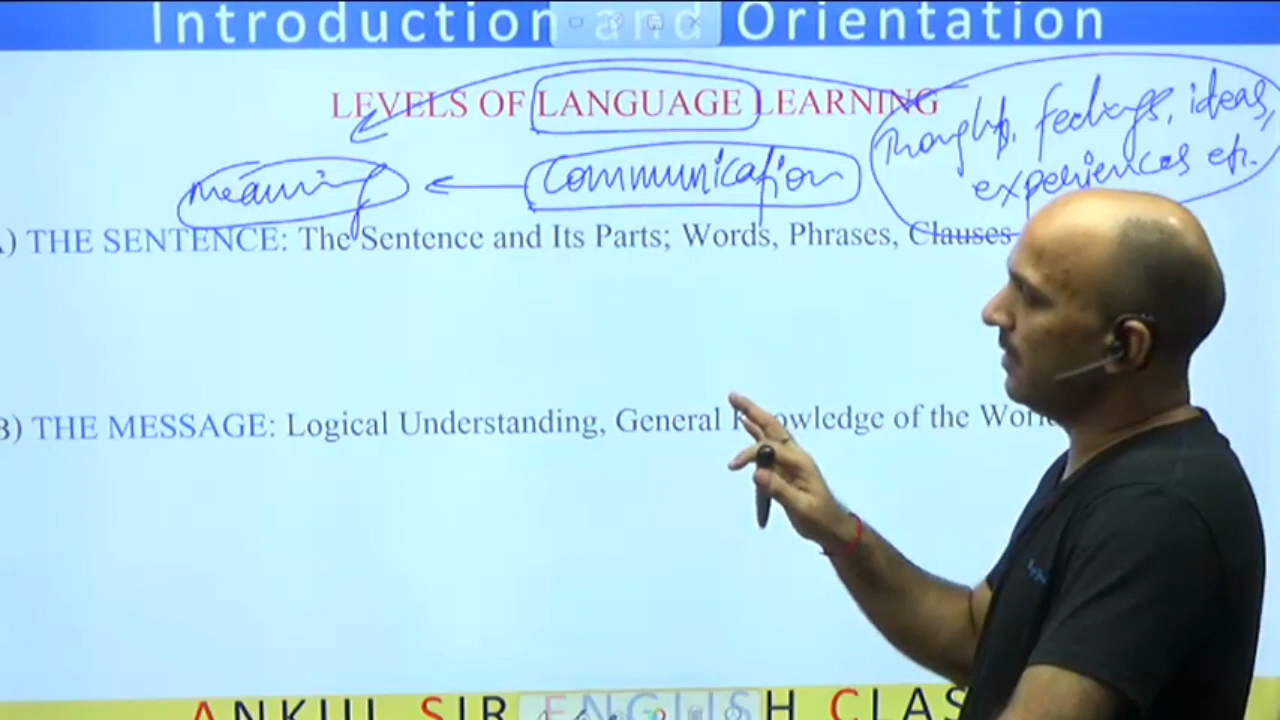 Introduction and Orientation
LEVELS OF LANGUAGE LEARNING
Thoughts, feelings, ideas,
experiences etc.
meaning
Communication
A) THE SENTENCE: The Sentence and Its Parts; Words, Phrases, Clauses
B) THE MESSAGE: Logical Understanding, General Knowledge of the World
ANKUL SIR ENGLISH CLAS